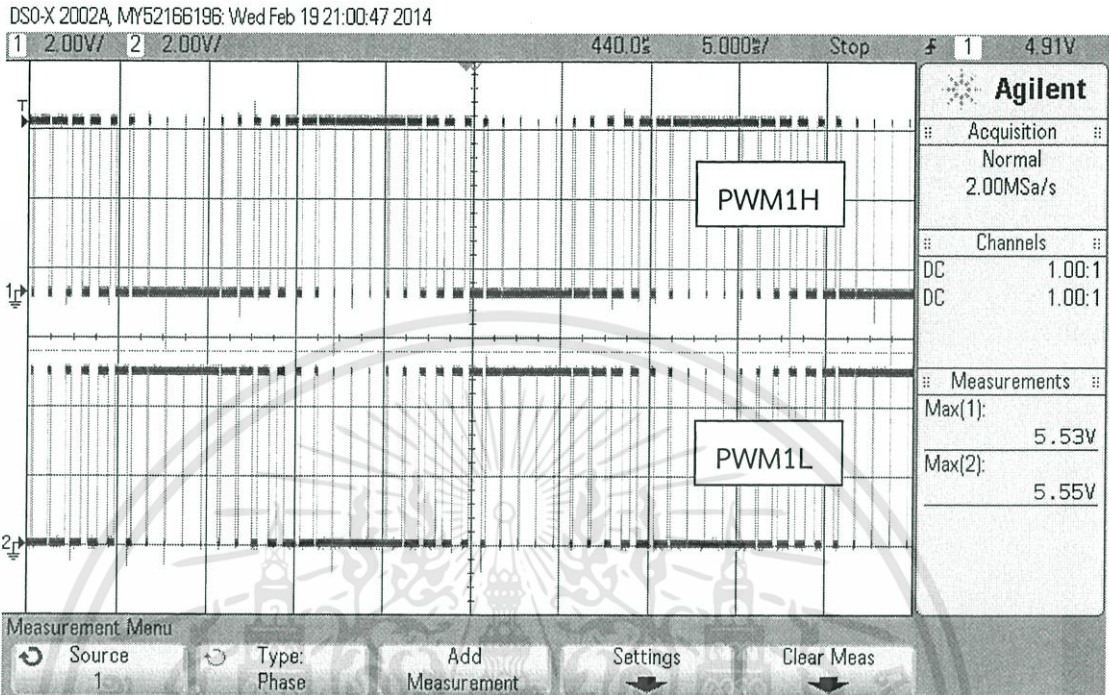 DSO-X 2002A, MY52166196: Wed Feb 19 21:00:47 2014
1 2.00V/ 2 2.00V/ 440.0s 5.000s/ Stop 1 4.91V
Agilent
Acquisition
Normal
2.00MSa/s
Channels
DC 1.00:1
DC 1.00:1
Measurements
Max(1):
5.53V
Max(2):
5.55V
T
PWM1H
1
PWM1L
2
Measurement Menu
Source
1
Type:
Phase
Add
Measurement
Settings
Clear Meas